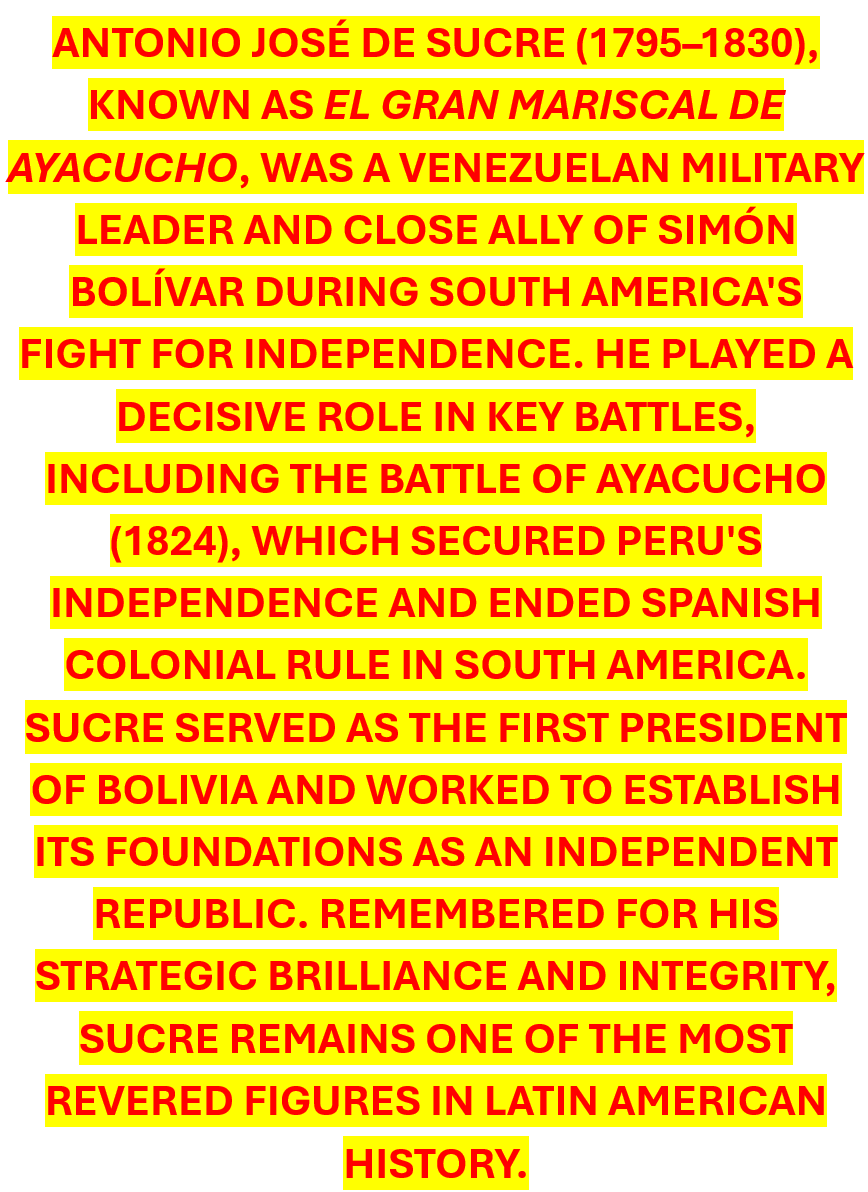 ANTONIO JOSÉ DE SUCRE (1795–1830),
KNOWN AS EL GRAN MARISCAL DE
AYACUCHO, WAS A VENEZUELAN MILITARY
LEADER AND CLOSE ALLY OF SIMÓN
BOLÍVAR DURING SOUTH AMERICA'S
FIGHT FOR INDEPENDENCE. HE PLAYED A
DECISIVE ROLE IN KEY BATTLES,
INCLUDING THE BATTLE OF AYACUCHO
(1824), WHICH SECURED PERU'S
INDEPENDENCE AND ENDED SPANISH
COLONIAL RULE IN SOUTH AMERICA.
SUCRE SERVED AS THE FIRST PRESIDENT
OF BOLIVIA AND WORKED TO ESTABLISH
ITS FOUNDATIONS AS AN INDEPENDENT
REPUBLIC. REMEMBERED FOR HIS
STRATEGIC BRILLIANCE AND INTEGRITY,
SUCRE REMAINS ONE OF THE MOST
REVERED FIGURES IN LATIN AMERICAN
HISTORY.